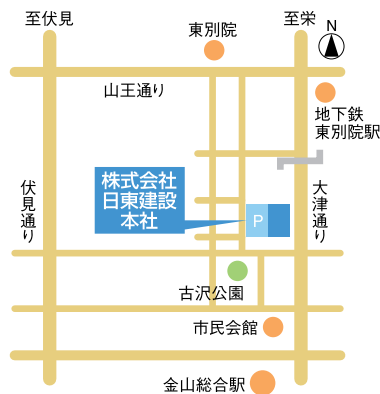 至伏見
東別院
至栄
N
山王通り
地下鉄
東別院駅
株式会社
日東建設
本社
伏見通り
P
大津通り
古沢公園
市民会館
金山総合駅